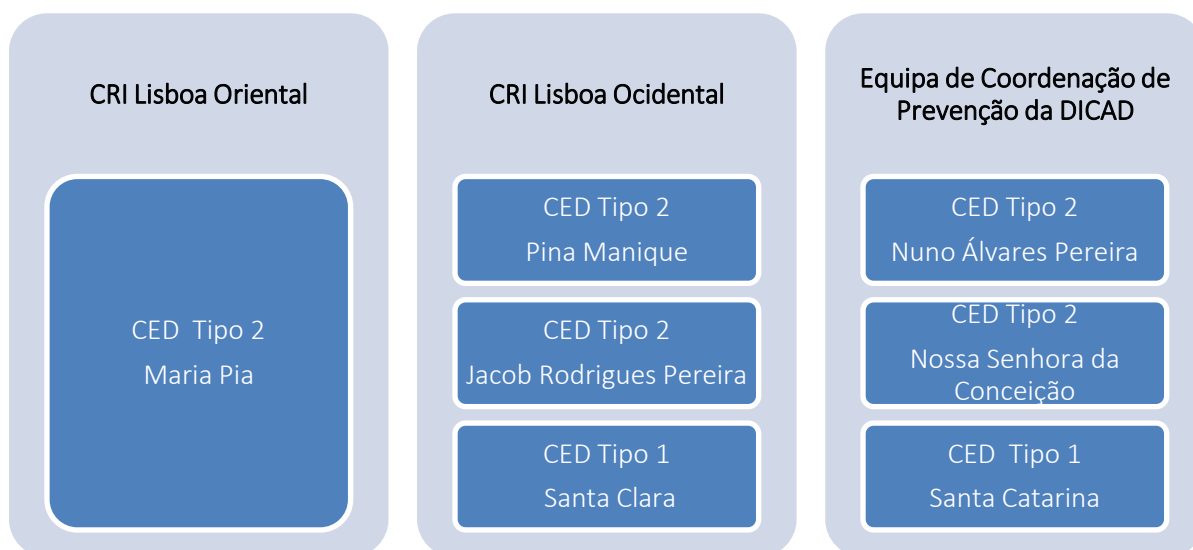 CRI Lisboa Oriental
CED  Tipo 2
Maria Pia
CRI Lisboa Ocidental
CED Tipo 2
Pina Manique
CED Tipo 2
Jacob Rodrigues Pereira
CED Tipo 1
Santa Clara
Equipa de Coordenação de
Prevenção da DICAD
CED Tipo 2
Nuno Álvares Pereira
CED Tipo 2
Nossa Senhora da
Conceição
CED  Tipo 1
Santa Catarina